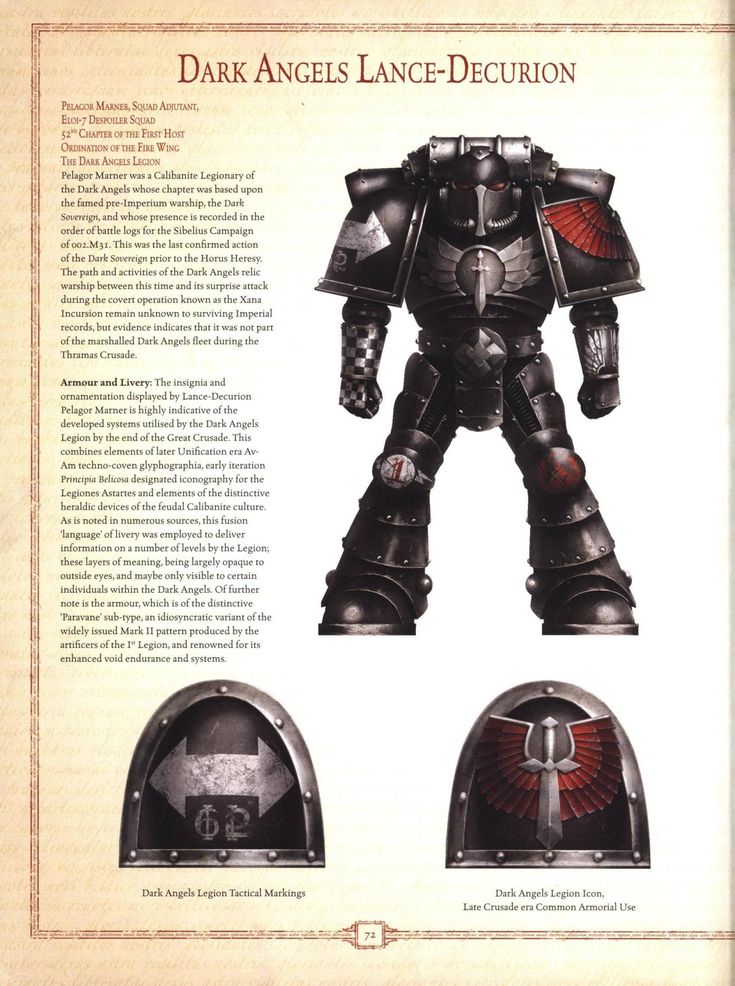 DARK ANGELS LANCE-DECURION
PELAGOR MARNER, SQUAD ADJUTANT,
ELOI-7 DESPOILER SQUAD
52ND CHAPTER OF THE FIRST HOST
ORDINATION OF THE FIRE WING
THE DARK ANGELS LEGION
Pelagor Marner was a Calibanite Legionary of
the Dark Angels whose chapter was based upon
the famed pre-Imperium warship, the Dark
Sovereign, and whose presence is recorded in the
order of battle logs for the Sibelius Campaign
of 002.M31. This was the last confirmed action
of the Dark Sovereign prior to the Horus Heresy.
The path and activities of the Dark Angels relic
warship between this time and its surprise attack
during the covert operation known as the Xana
Incursion remain unknown to surviving Imperial
records, but evidence indicates that it was not part
of the marshalled Dark Angels fleet during the
Thramas Crusade.
Armour and Livery: The insignia and
ornamentation displayed by Lance-Decurion
Pelagor Marner is highly indicative of the
developed systems utilised by the Dark Angels
Legion by the end of the Great Crusade. This
combines elements of later Unification era Av-
Am techno-coven glyphographia, early iteration
Principia Belicosa designated iconography for the
Legiones Astartes and elements of the distinctive
heraldic devices of the feudal Calibanite culture.
As is noted in numerous sources, this fusion
'language' of livery was employed to deliver
information on a number of levels by the Legion;
these layers of meaning, being largely opaque to
outside eyes, and maybe only visible to certain
individuals within the Dark Angels. Of further
note is the armour, which is of the distinctive
'Paravane' sub-type, an idiosyncratic variant of the
widely issued Mark II pattern produced by the
artificers of the Ist Legion, and renowned for its
enhanced void endurance and systems.
1
Dark Angels Legion Tactical Markings
Dark Angels Legion Icon,
Late Crusade era Common Armorial Use
72